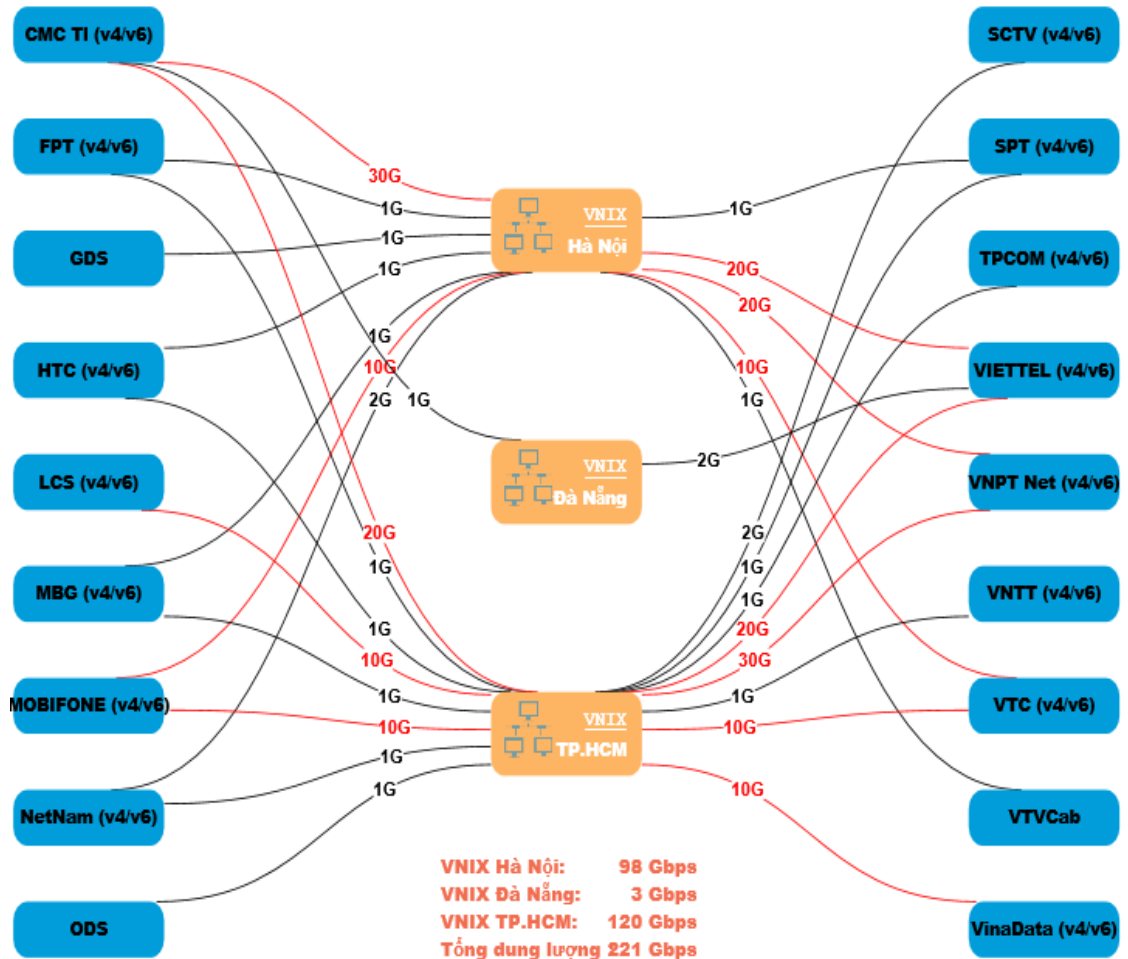 CMC TI (v4/v6)
SCTV (v4/v6)
FPT (v4/v6)
SPT (v4/v6)
30G
1G
1G
VNIX
Hà Nội
1G
GDS
TPCOM (v4/v6)
1G
20G
20G
1G
10G
2G
1G
10G
1G
HTC (v4/v6)
VIETTEL (v4/v6)
VNIX
Đà Nẵng
2G
LCS (v4/v6)
VNPT Net (v4/v6)
20G
1G
2G
1G
1G
MBG (v4/v6)
VNTT (v4/v6)
1G
10G
20G
30G
1G
1G
MOBIFONE (v4/v6)
10G
VNIX
TP.HCM
10G
VTC (v4/v6)
1G
1G
10G
NetNam (v4/v6)
VTVCab
VNIX Hà Nội: 98 Gbps
VNIX Đà Nẵng: 3 Gbps
VNIX TP.HCM: 120 Gbps
Tổng dung lượng 221 Gbps
ODS
VinaData (v4/v6)